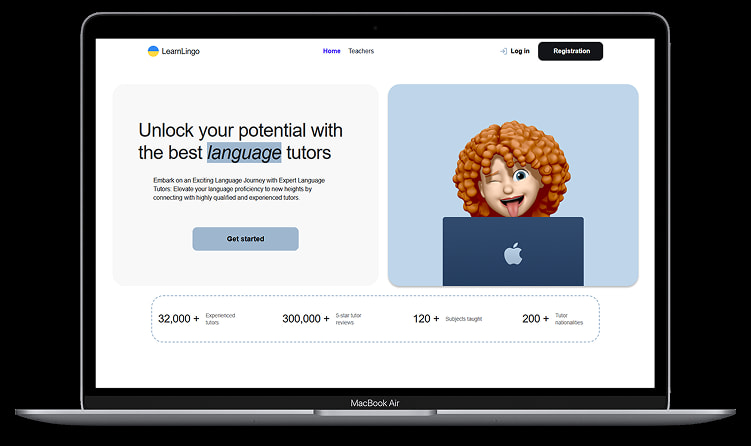 LearnLingo
Home Teachers
Log in Registration
Unlock your potential with
the best language tutors
Embark on an Exciting Language Journey with Expert Language
Tutors: Elevate your language proficiency to new heights by
connecting with highly qualified and experienced tutors.
Get started
32,000 + Experienced
tutors
300,000 + 5-star tutor
reviews
120 + Subjects taught
200 + Tutor
nationalities
MacBook Air